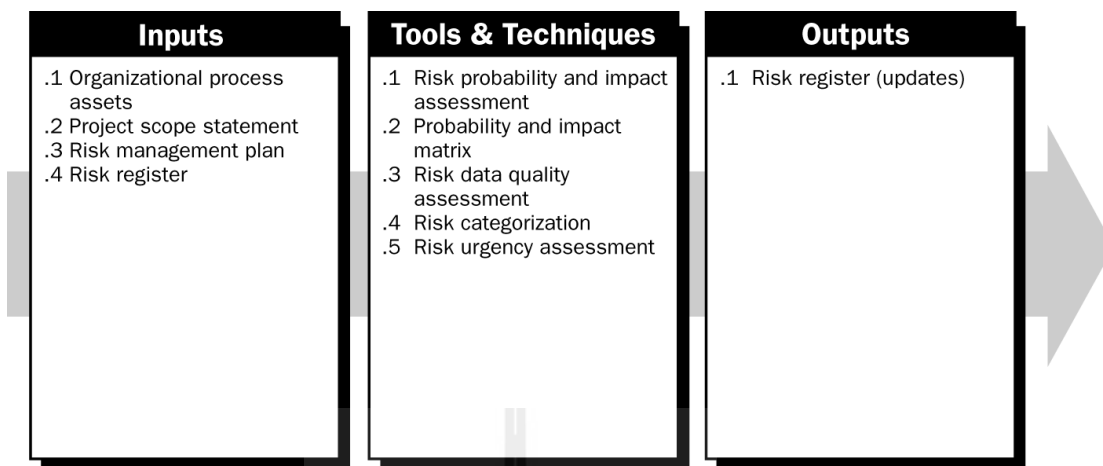 Inputs
.1 Organizational process
assets
.2 Project scope statement
.3 Risk management plan
.4 Risk register
Tools & Techniques
.1 Risk probability and impact
assessment
.2 Probability and impact
matrix
.3 Risk data quality
assessment
.4 Risk categorization
.5 Risk urgency assessment
Outputs
.1 Risk register (updates)